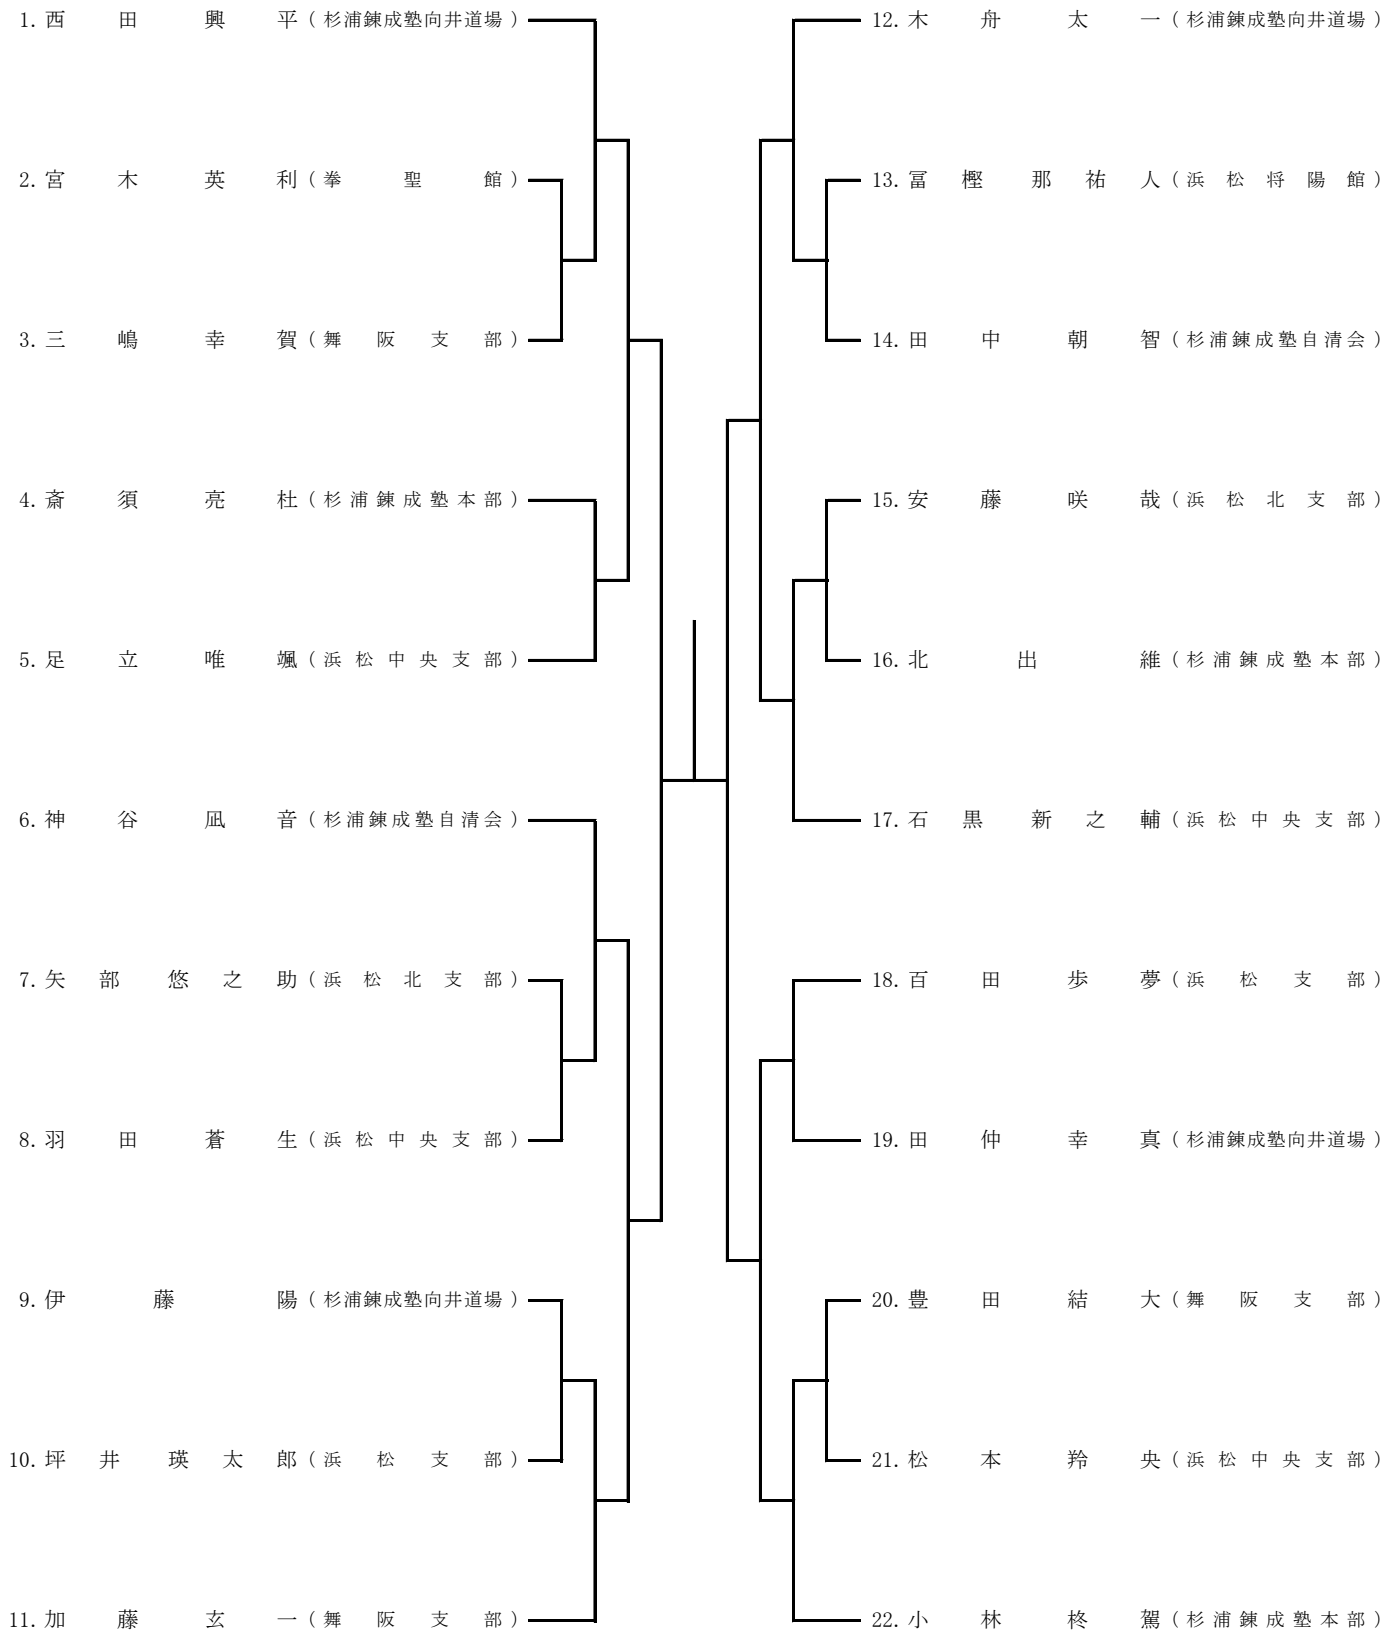 1. 西田興平（杉浦錬成塾向井道場）
2. 宮木英利（拳聖館）
3. 三嶋幸賀（舞阪支部）
4. 斎須亮杜（杉浦錬成塾本部）
5. 足立唯颯（浜松中央支部）
6. 神谷凪音（杉浦錬成塾自清会）
7. 矢部悠之助（浜松北支部）
8. 羽田蒼生（浜松中央支部）
9. 伊藤陽（杉浦錬成塾向井道場）
10. 坪井瑛太郎（浜松支部）
11. 加藤玄一（舞阪支部）
12. 木舟太一（杉浦錬成塾向井道場）
13. 冨樫那祐人（浜松将陽館）
14. 田中朝智（杉浦錬成塾自清会）
15. 安藤咲哉（浜松北支部）
16. 北出維（杉浦錬成塾本部）
17. 石黒新之輔（浜松中央支部）
18. 百田歩夢（浜松支部）
19. 田仲幸真（杉浦錬成塾向井道場）
20. 豊田結大（舞阪支部）
21. 松本羚央（浜松中央支部）
22. 小林柊駕（杉浦錬成塾本部）